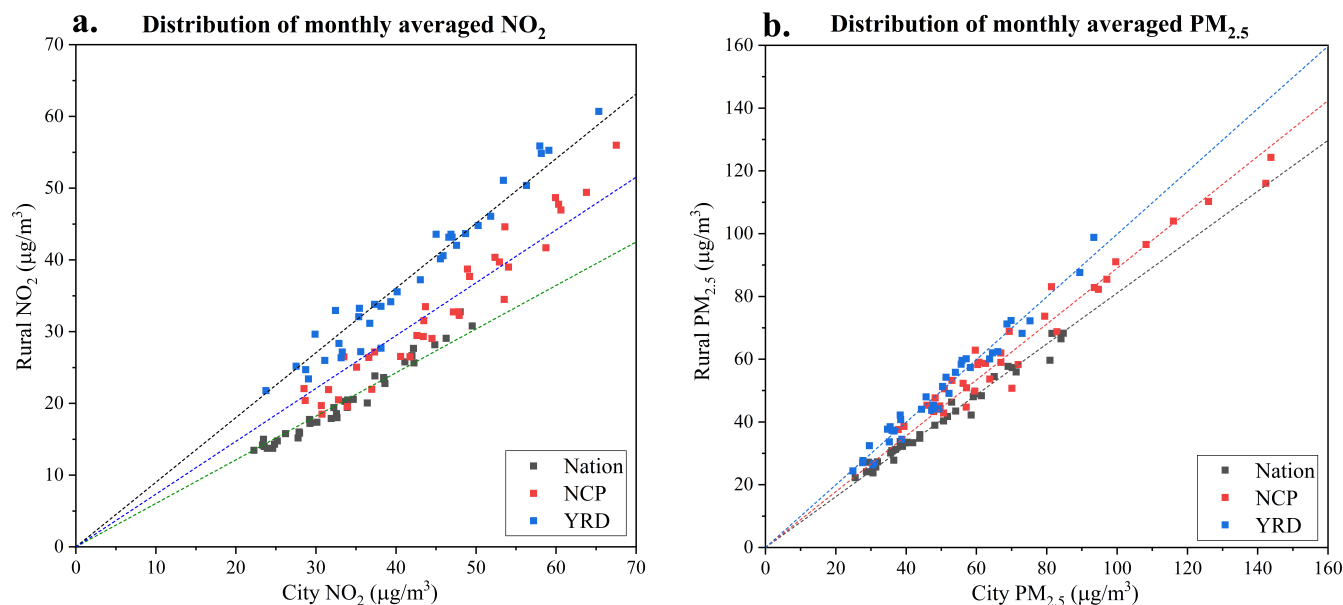 a. Distribution of monthly averaged NO₂
70
60
50
40
30
20
10
0
Rural NO₂ (μg/m³)
0 10 20 30 40 50 60 70
City NO₂ (μg/m³)
Nation
NCP
YRD
b. Distribution of monthly averaged PM₂.₅
160
140
120
100
80
60
40
20
0
Rural PM₂.₅ (μg/m³)
0 20 40 60 80 100 120 140 160
City PM₂.₅ (μg/m³)
Nation
NCP
YRD